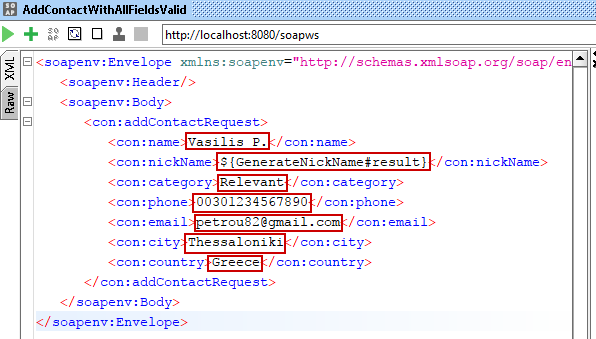 AddContactWithAllFieldsValid
http://localhost:8080/soapws
XML
Raw
<soapenv:Envelope xmlns:soapenv="http://schemas.xmlsoap.org/soap/en
<soapenv:Header/>
<soapenv:Body>
<con:addContactRequest>
<con:name>Vasilis P.</con:name>
<con:nickName>${GenerateNickName#result}</con:nickName>
<con:category>Relevant</con:category>
<con:phone>00301234567890</con:phone>
<con:email>petrou82@gmail.com</con:email>
<con:city>Thessaloniki</con:city>
<con:country>Greece</con:country>
</con:addContactRequest>
</soapenv:Body>
</soapenv:Envelope>